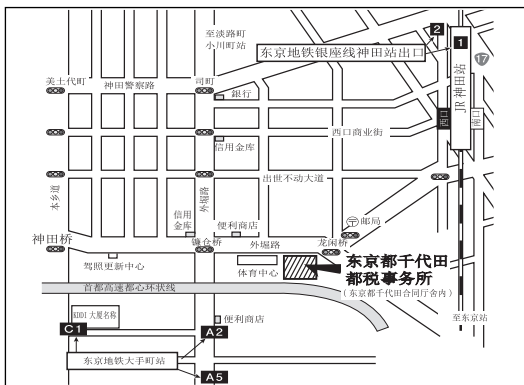 至淡路町
小川町站
2
东京地铁银座线神田站出口
1
17
美土代町
神田警察路
司町
JR 神田站
銀行
西口
南口
西口商业街
信用金库
出世不动大道
本乡道
外堀路
信用
金库
便利商店
〒邮局
神田桥
镰仓桥
外堀路
龙闲桥
驾照更新中心
体育中心
东京都千代田
都税事务所
(东京都千代田合同厅舍内)
首都高速都心环状线
KDDI 大厦名称
便利商店
至东京站
C1
A2
东京地铁大手町站
A5